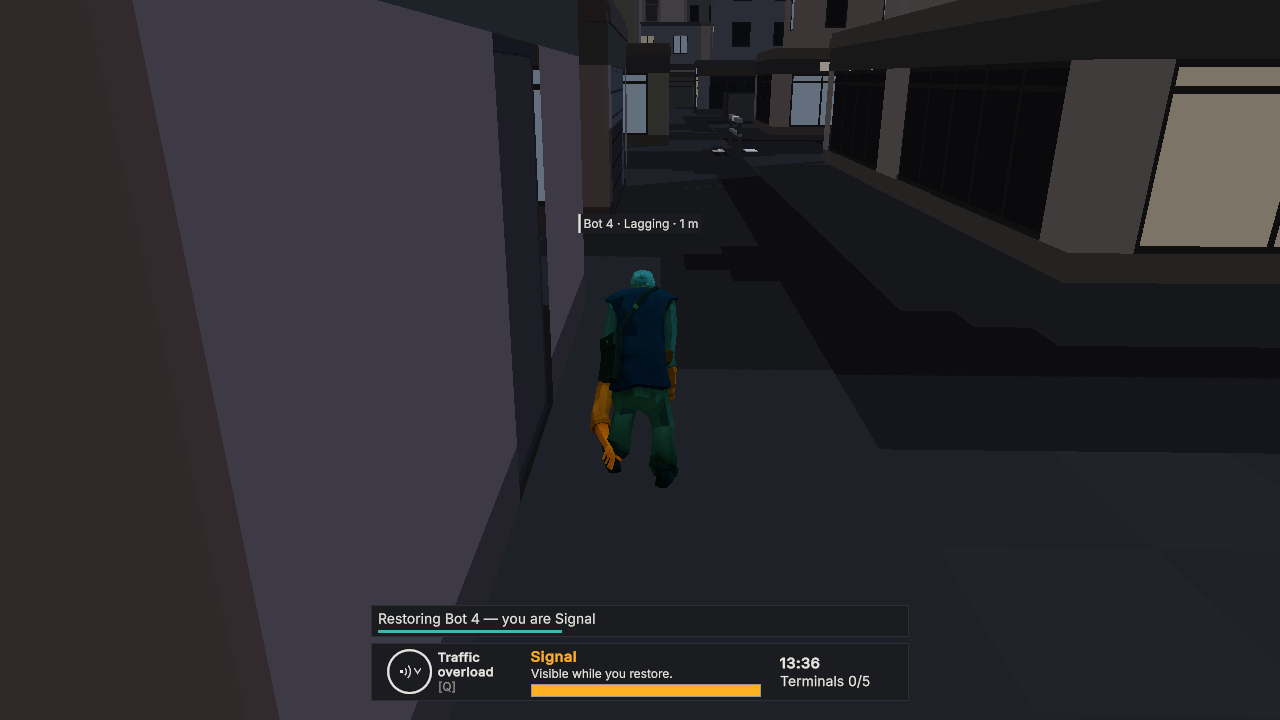 Bot 4 · Lagging · 1 m
Restoring Bot 4 — you are Signal
Traffic
overload
[Q]
Signal
Visible while you restore.
13:36
Terminals 0/5